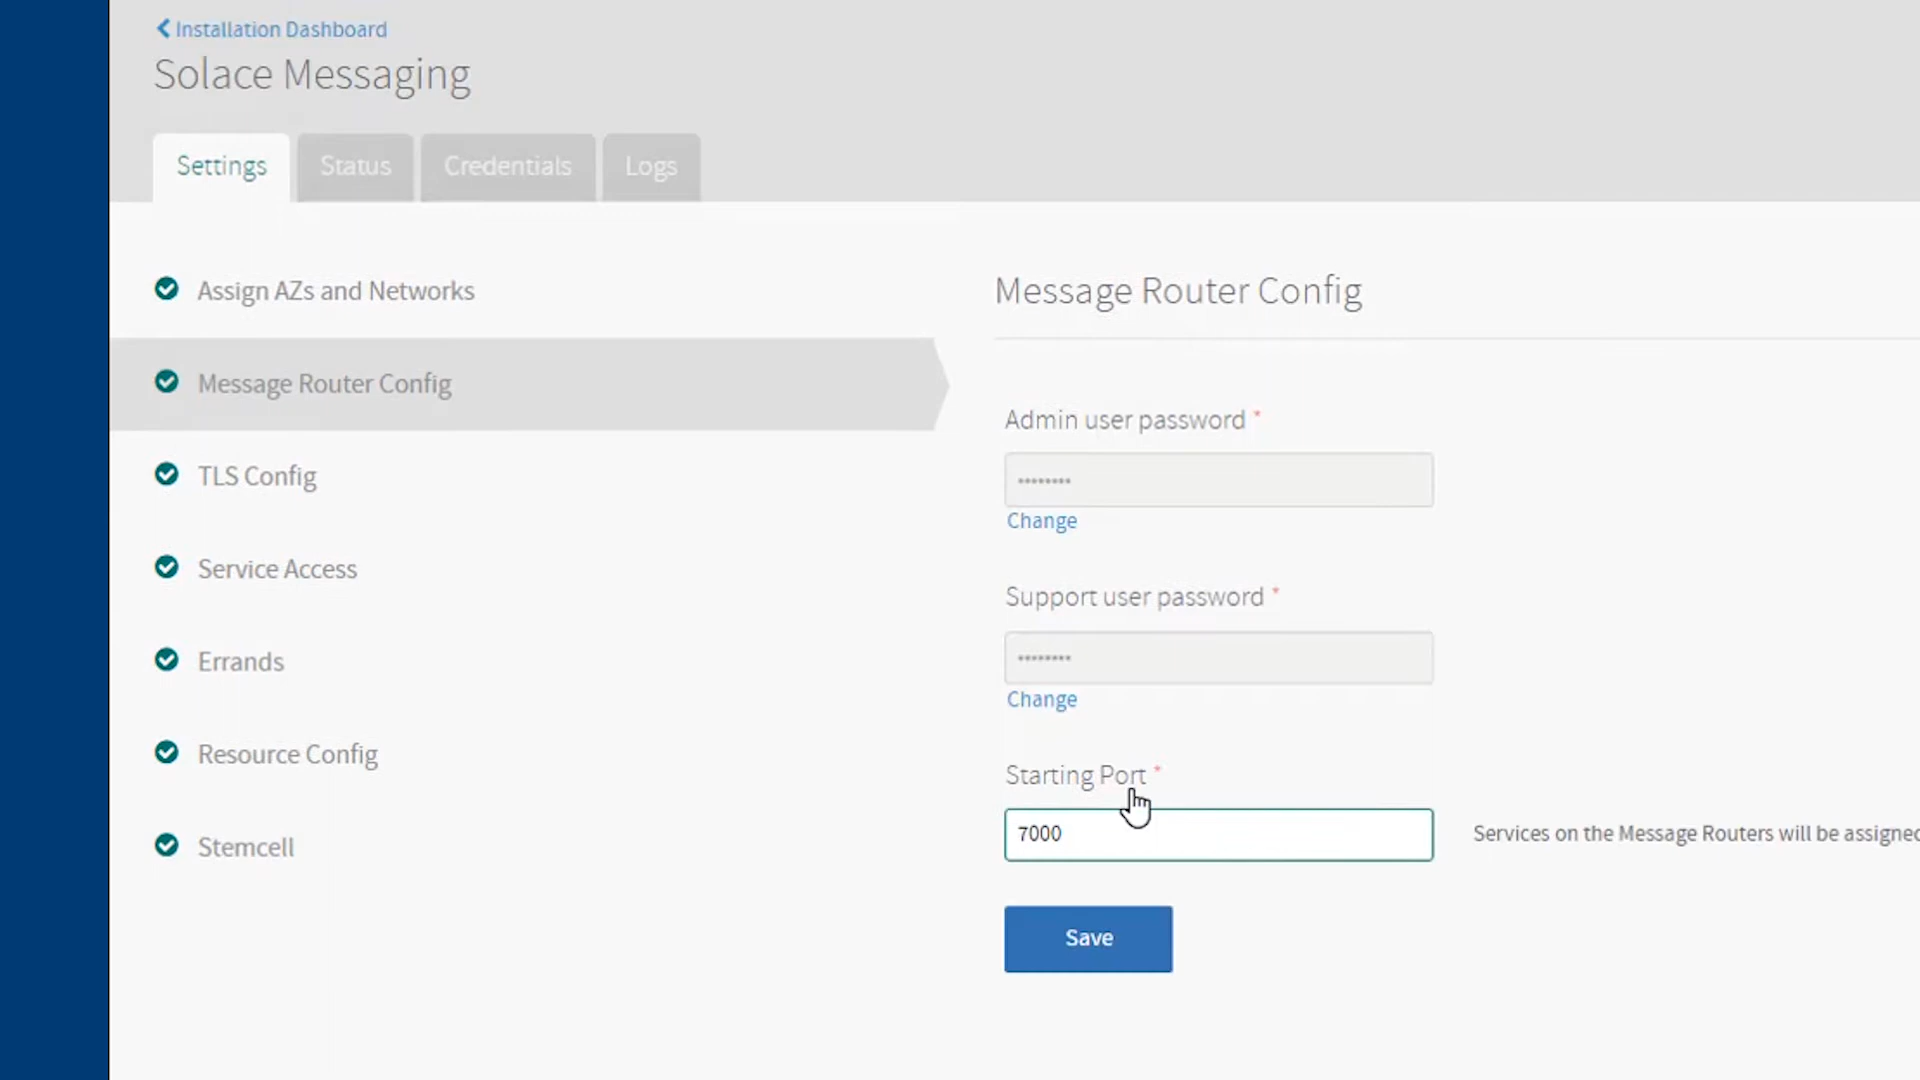 Installation Dashboard
Solace Messaging
Settings
Status
Credentials
Logs
Assign AZs and Networks
Message Router Config
TLS Config
Service Access
Errands
Resource Config
Stemcell
Message Router Config
Admin user password *
••••••••
Change
Support user password *
••••••••
Change
Starting Port *
7000
Services on the Message Routers will be assigned
Save